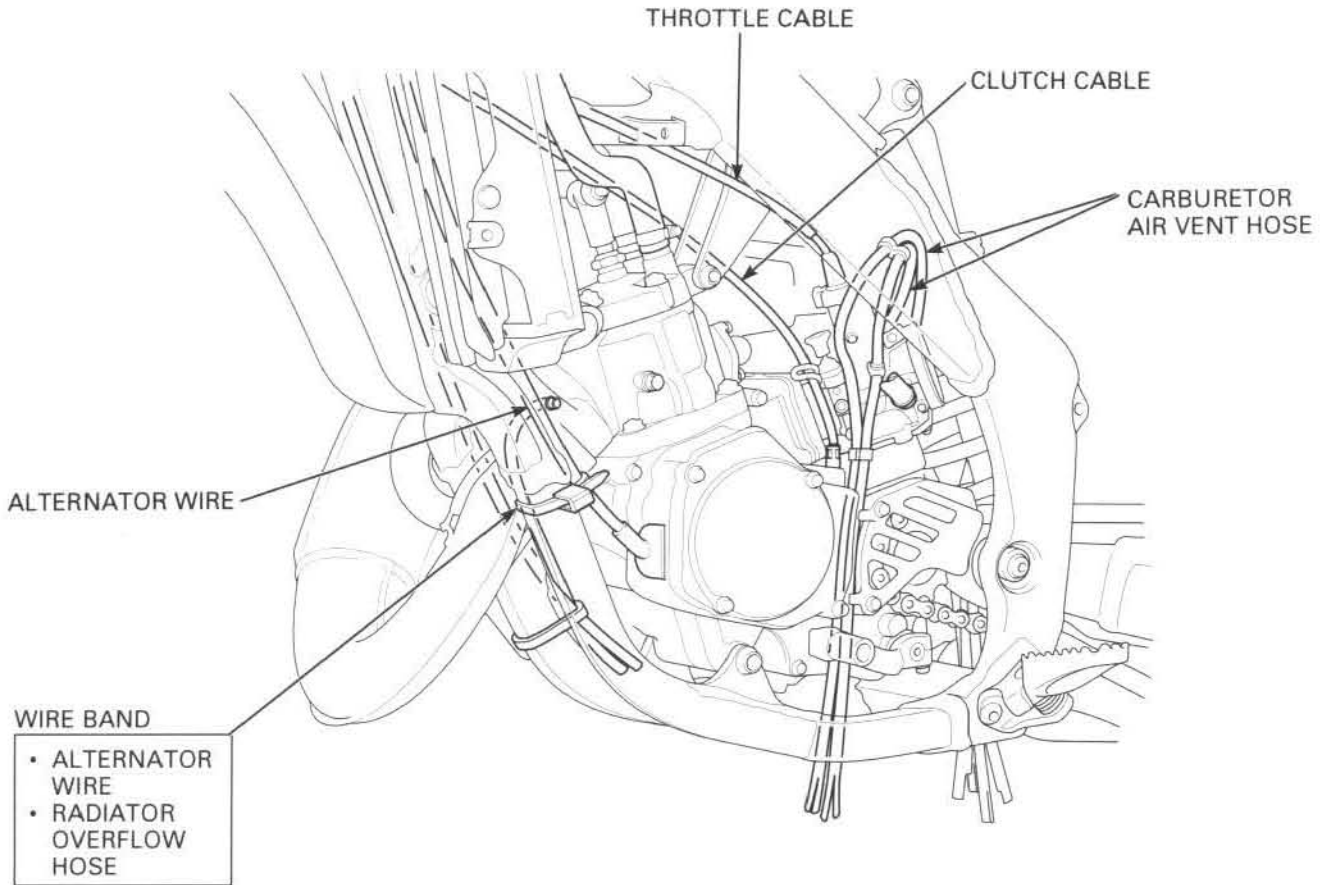 THROTTLE CABLE
CLUTCH CABLE
CARBURETOR
AIR VENT HOSE
ALTERNATOR WIRE
WIRE BAND
• ALTERNATOR
WIRE
• RADIATOR
OVERFLOW
HOSE